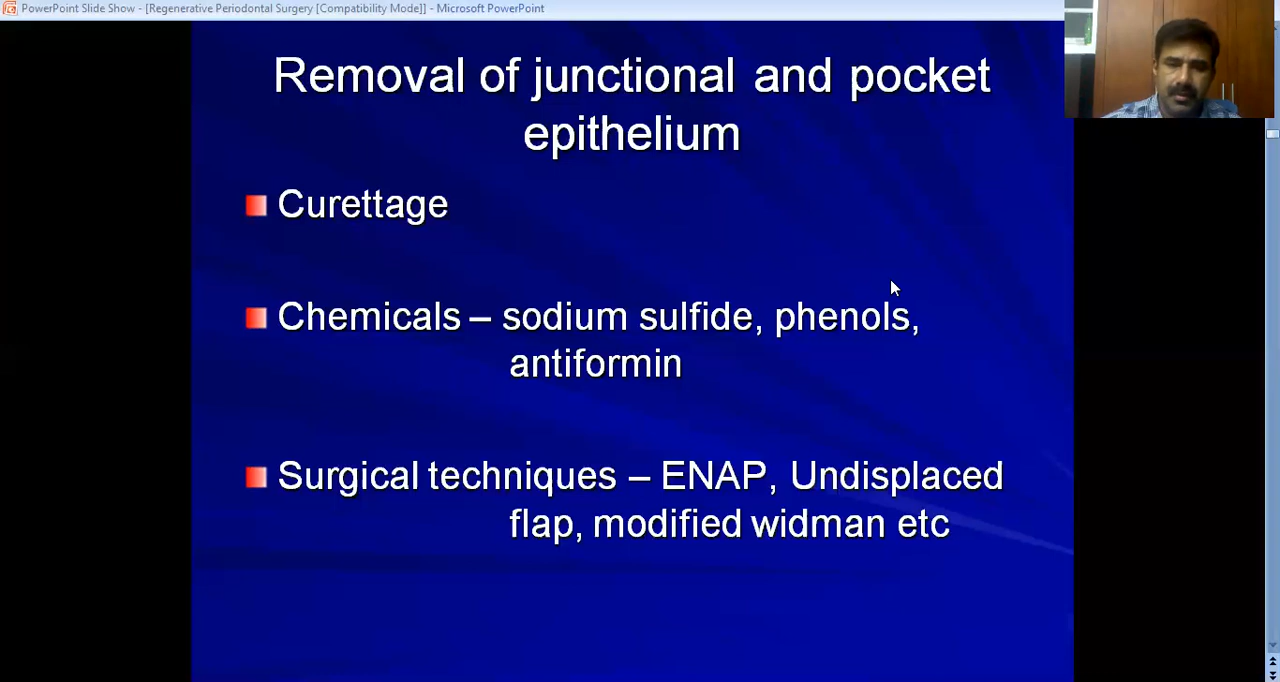 PowerPoint Slide Show - [Regenerative Periodontal Surgery [Compatibility Mode]] - Microsoft PowerPoint
Removal of junctional and pocket
epithelium
Curettage
Chemicals – sodium sulfide, phenols,
antiformin
Surgical techniques – ENAP, Undisplaced
flap, modified widman etc